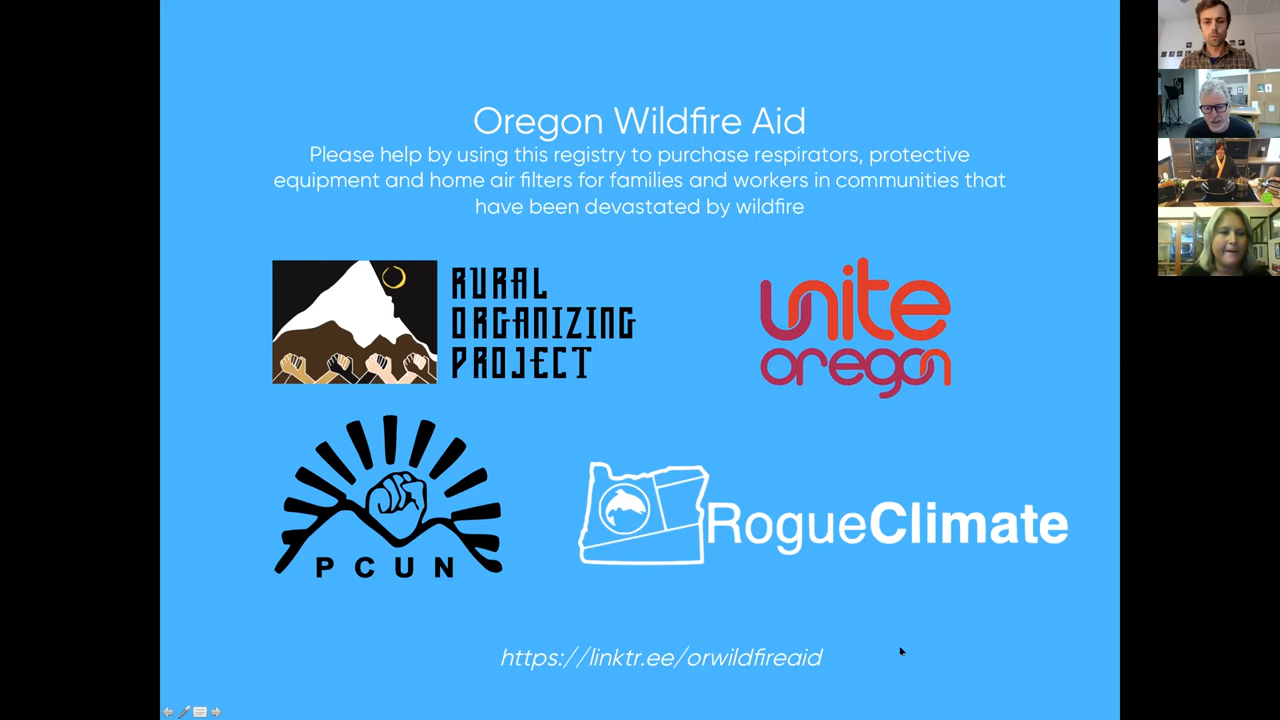 Oregon Wildfire Aid
Please help by using this registry to purchase respirators, protective
equipment and home air filters for families and workers in communities that
have been devastated by wildfire
RURAL
ORGANIZING
PROJECT
unite
oregon
PCUN
RogueClimate
https://linktr.ee/orwildfireaid